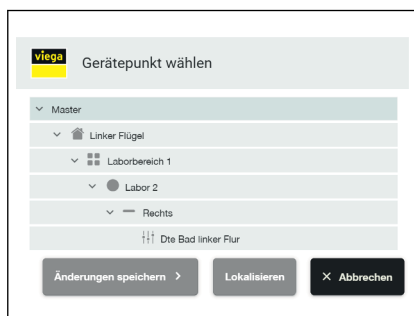 viega
Gerätepunkt wählen
Master
Linker Flügel
Laborbereich 1
Labor 2
Rechts
Dte Bad linker Flur
Änderungen speichern
Lokalisieren
Abbrechen